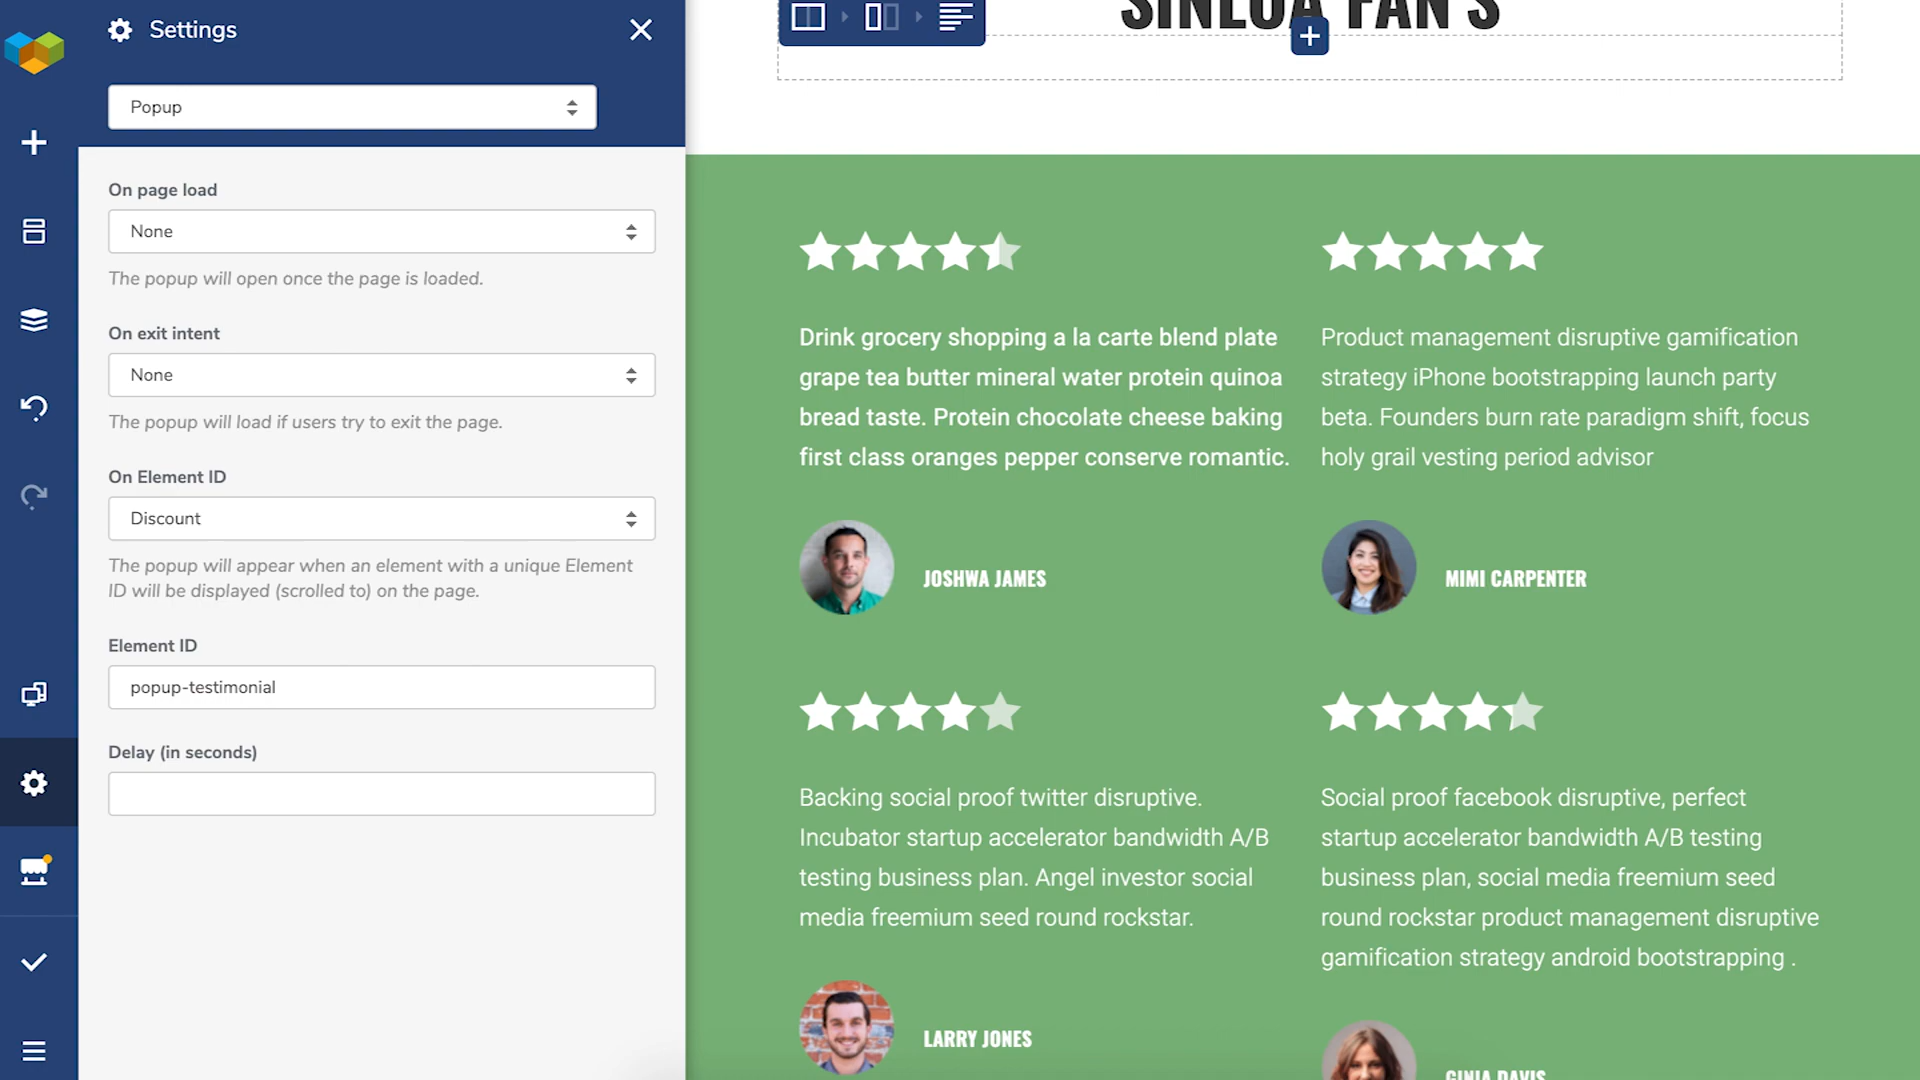 Settings
Popup
On page load
None
The popup will open once the page is loaded.
On exit intent
None
The popup will load if users try to exit the page.
On Element ID
Discount
The popup will appear when an element with a unique Element
ID will be displayed (scrolled to) on the page.
Element ID
popup-testimonial
Delay (in seconds)
FAN'S
Drink grocery shopping a la carte blend plate
grape tea butter mineral water protein quinoa
bread taste. Protein chocolate cheese baking
first class oranges pepper conserve romantic.
JOSHWA JAMES
Product management disruptive gamification
strategy iPhone bootstrapping launch party
beta. Founders burn rate paradigm shift, focus
holy grail vesting period advisor
MIMI CARPENTER
Backing social proof twitter disruptive.
Incubator startup accelerator bandwidth A/B
testing business plan. Angel investor social
media freemium seed round rockstar.
LARRY JONES
Social proof facebook disruptive, perfect
startup accelerator bandwidth A/B testing
business plan, social media freemium seed
round rockstar product management disruptive
gamification strategy android bootstrapping .
GINIA DAVIS